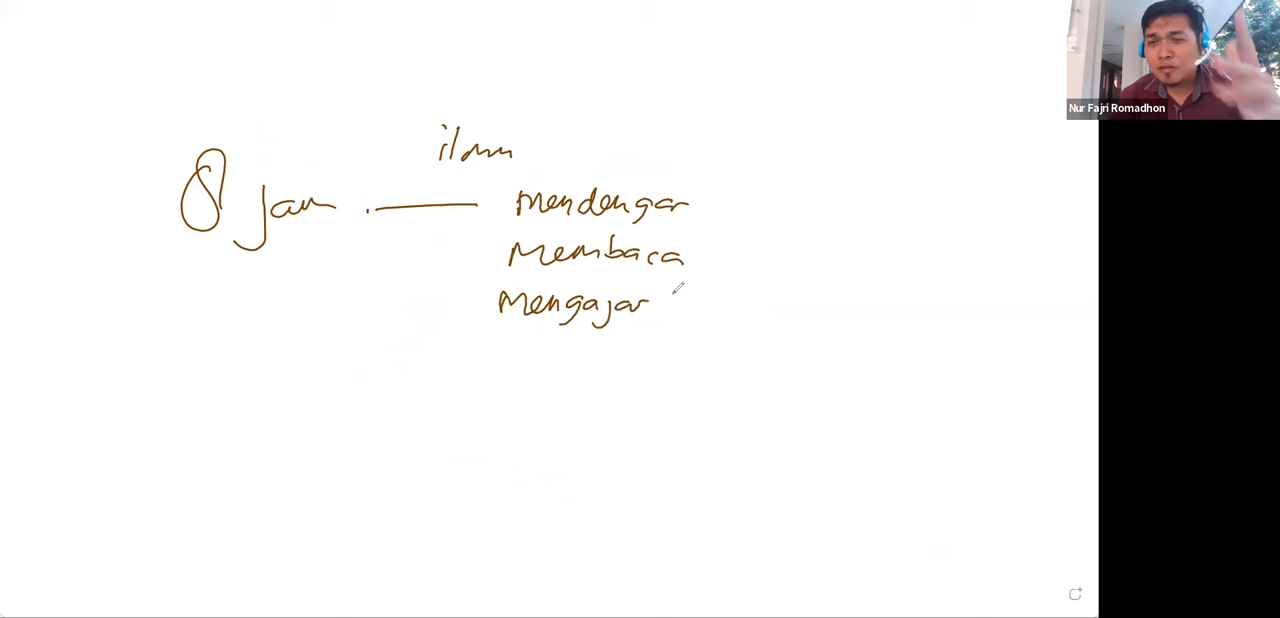 Nur Fajri Romadhon
ilmu
8 jam . — mendengar
membaca
mengajar